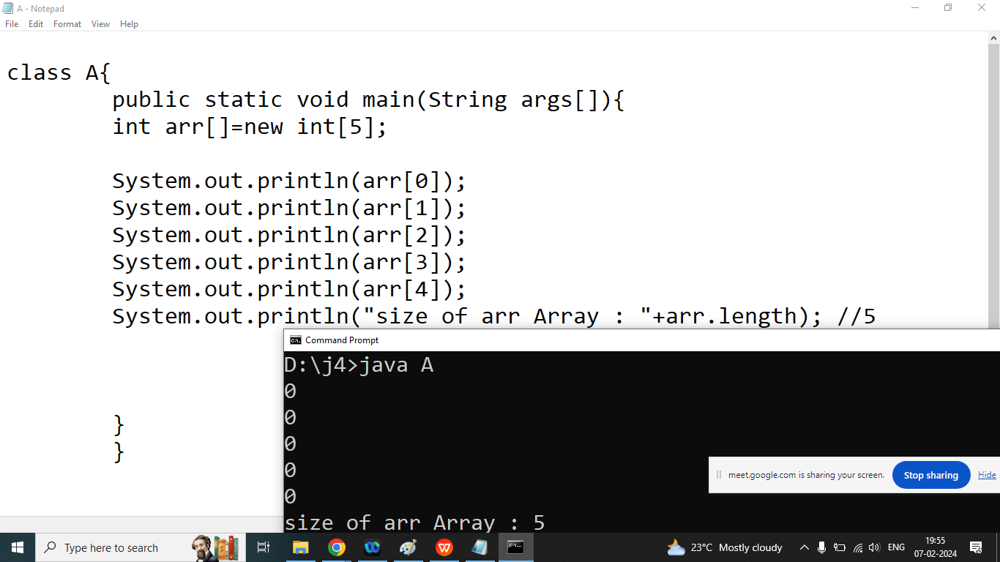 A - Notepad
File Edit Format View Help
class A{
public static void main(String args[]){
int arr[]=new int[5];
System.out.println(arr[0]);
System.out.println(arr[1]);
System.out.println(arr[2]);
System.out.println(arr[3]);
System.out.println(arr[4]);
System.out.println("size of arr Array : "+arr.length); //5
}
}
Command Prompt
D:\j4>java A
0
0
0
0
0
size of arr Array : 5
meet.google.com is sharing your screen. Stop sharing Hide
Type here to search
23°C Mostly cloudy
ENG
19:55
07-02-2024